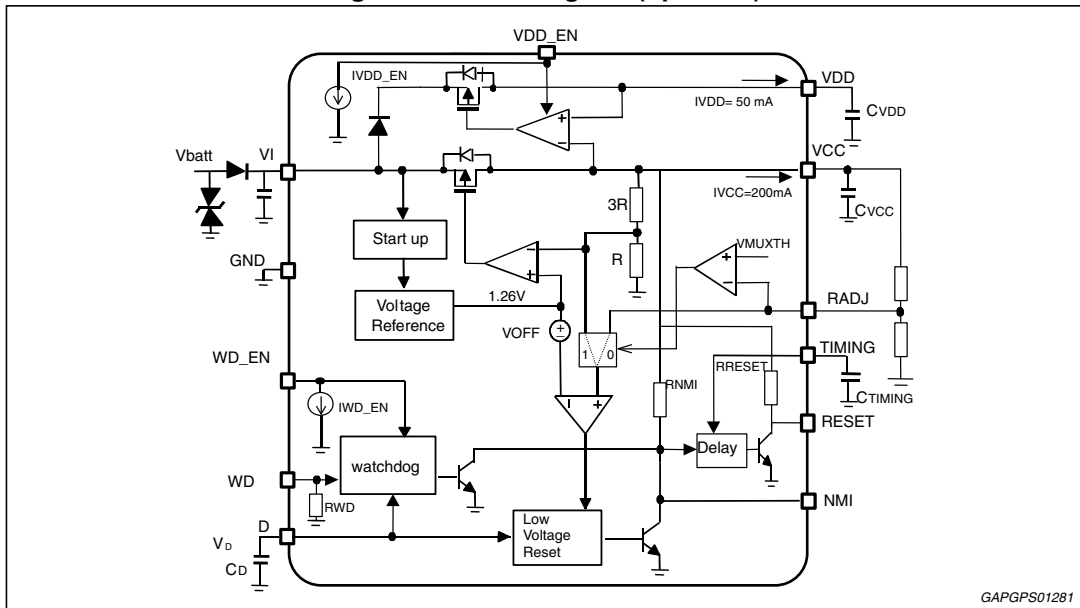 VDD_EN
IVDD_EN
VDD
IVDD= 50 mA
CVDD
Vbatt
VI
VCC
IVCC=200mA
CVCC
3R
Start up
R
VMUXTH
GND
1.26V
Voltage
Reference
RADJ
VOFF
TIMING
WD_EN
1
0
RRESET
CTIMING
RNMI
IWD_EN
RESET
watchdog
Delay
WD
RWD
NMI
D
Low
Voltage
Reset
VD
CD
GAPGPS01281